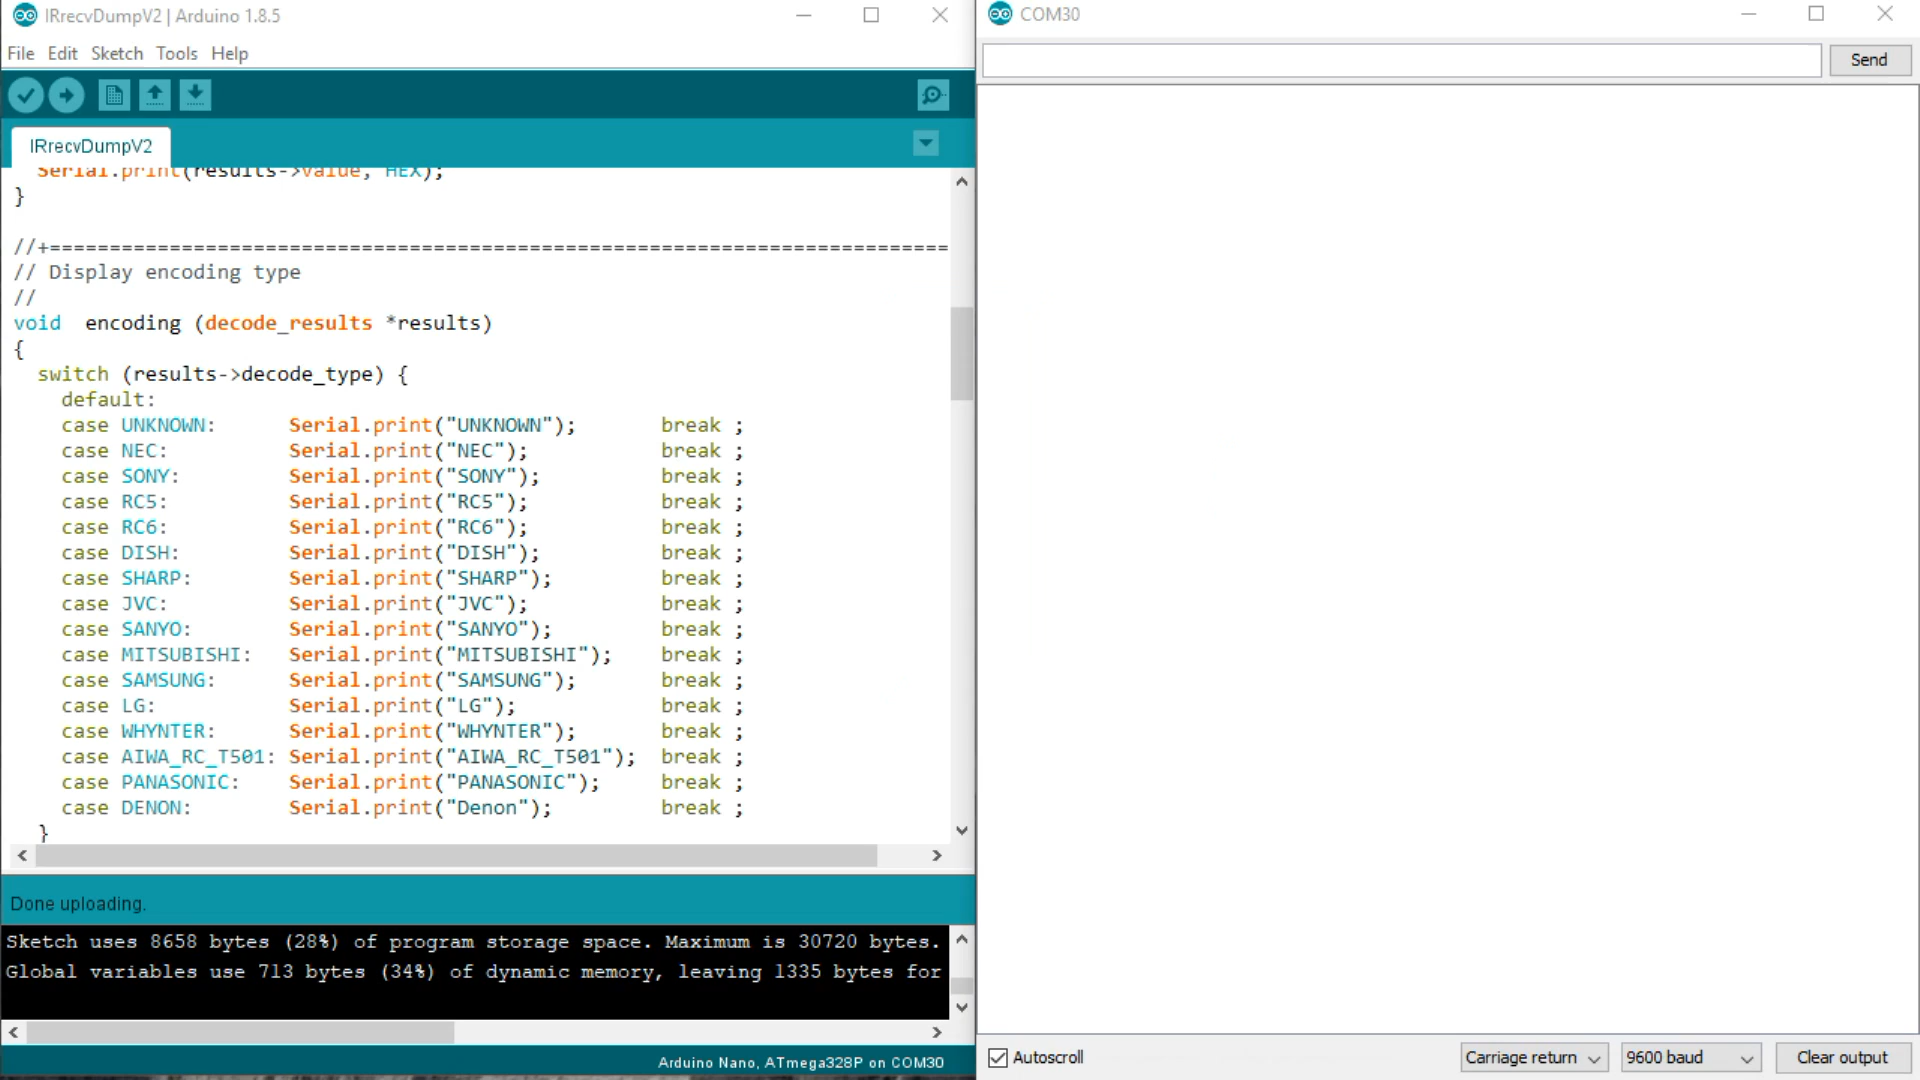 IRrecvDumpV2 | Arduino 1.8.5
File Edit Sketch Tools Help
IRrecvDumpV2
Serial.print(results->value, HEX);
}
//+===========================================================================
// Display encoding type
//
void  encoding (decode_results *results)
{
  switch (results->decode_type) {
    default:
    case UNKNOWN:      Serial.print("UNKNOWN");       break ;
    case NEC:          Serial.print("NEC");           break ;
    case SONY:         Serial.print("SONY");          break ;
    case RC5:          Serial.print("RC5");           break ;
    case RC6:          Serial.print("RC6");           break ;
    case DISH:         Serial.print("DISH");          break ;
    case SHARP:        Serial.print("SHARP");         break ;
    case JVC:          Serial.print("JVC");           break ;
    case SANYO:        Serial.print("SANYO");         break ;
    case MITSUBISHI:   Serial.print("MITSUBISHI");    break ;
    case SAMSUNG:      Serial.print("SAMSUNG");       break ;
    case LG:           Serial.print("LG");            break ;
    case WHYNTER:      Serial.print("WHYNTER");       break ;
    case AIWA_RC_T501: Serial.print("AIWA_RC_T501");  break ;
    case PANASONIC:    Serial.print("PANASONIC");     break ;
    case DENON:        Serial.print("Denon");         break ;
  }
Done uploading.
Sketch uses 8658 bytes (28%) of program storage space. Maximum is 30720 bytes.
Global variables use 713 bytes (34%) of dynamic memory, leaving 1335 bytes for
Arduino Nano, ATmega328P on COM30
COM30
Send
Autoscroll
Carriage return
9600 baud
Clear output